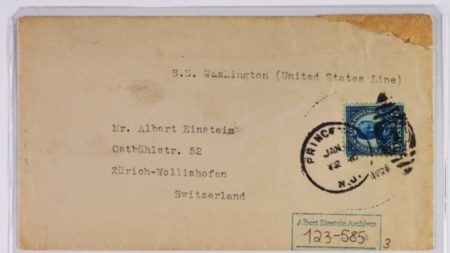 S.S. Washington (United States Line)
Mr. Albert Einstein
Ostbühlstr. 52
Zürich-Wollishofen
Switzerland
PRINCE
JAN
N.J.
Albert Einstein Archives
123-585
3